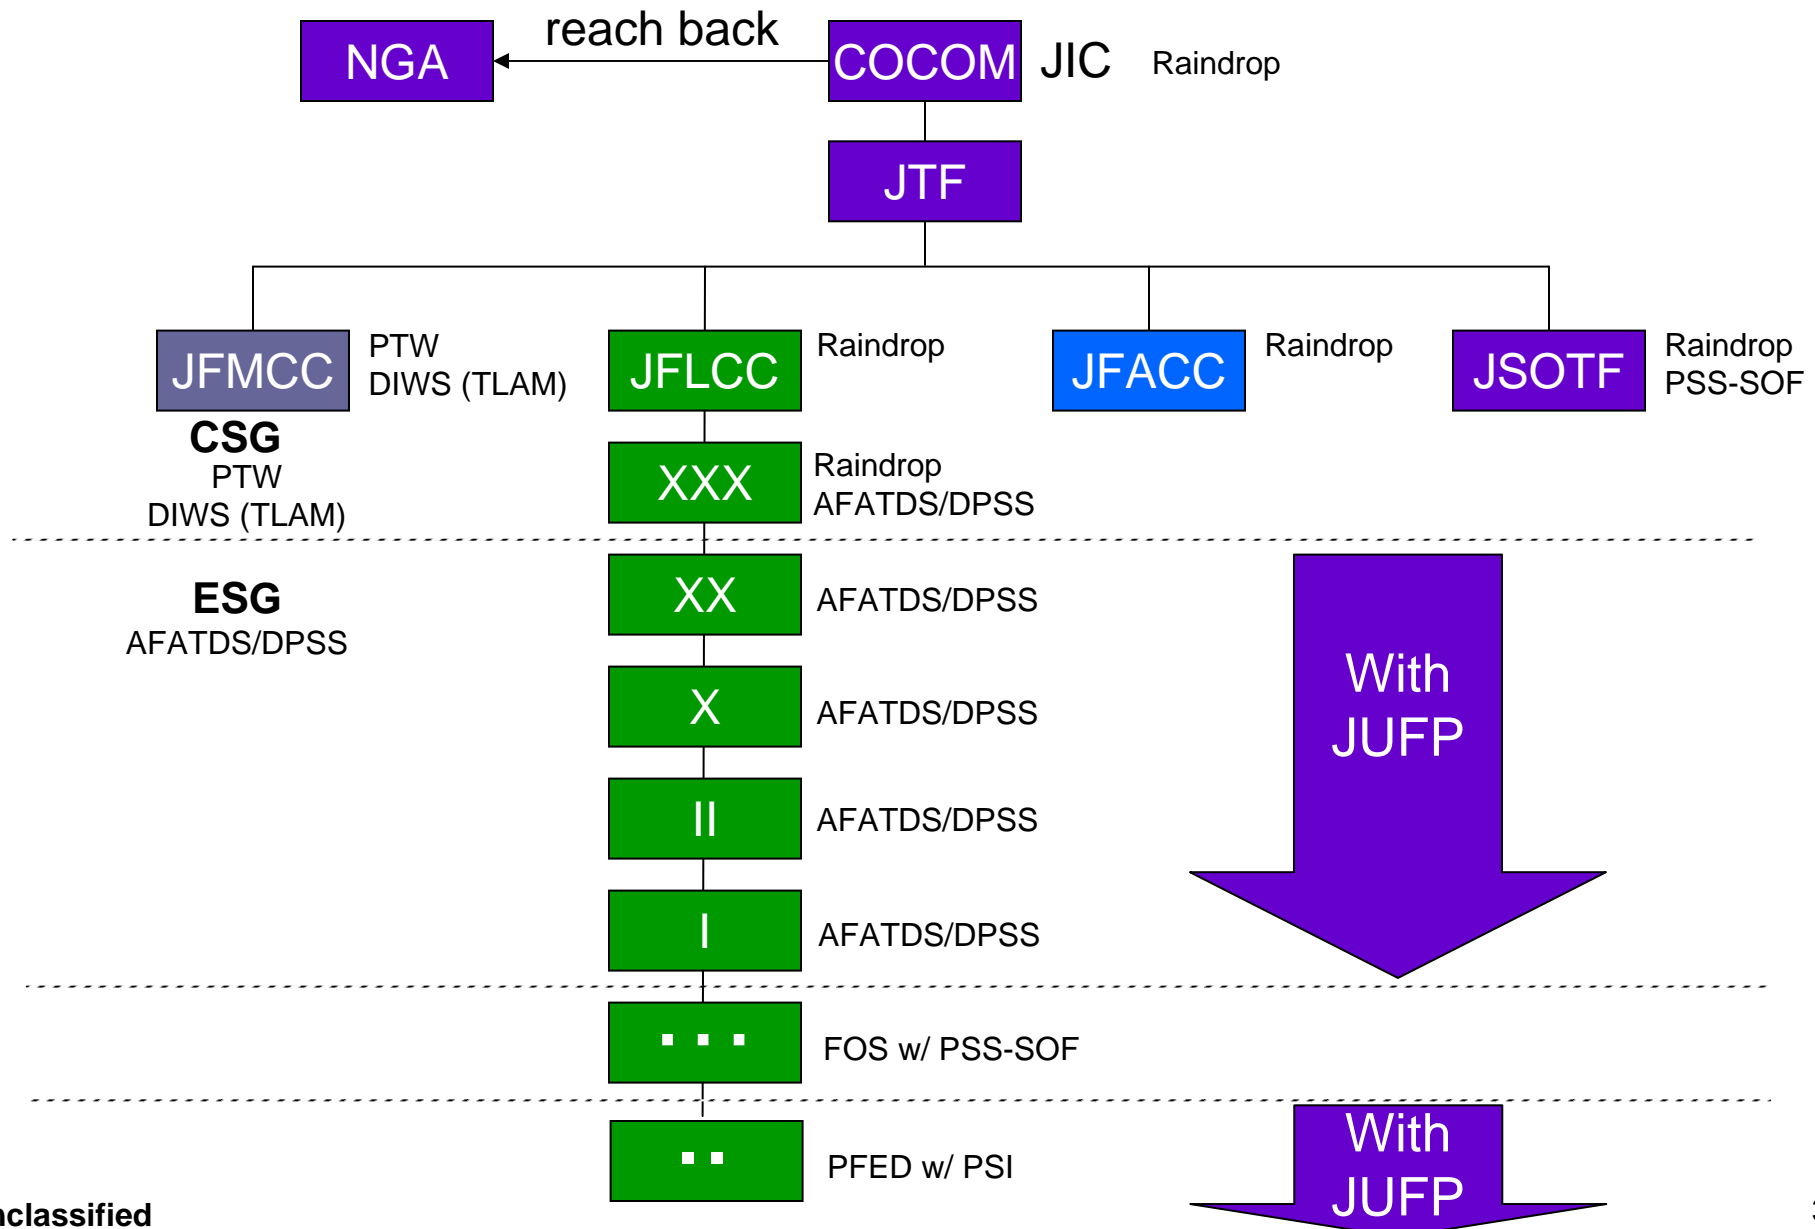 reach back
NGA
COCOM
JIC
Raindrop
JTF
JFMCC
PTW
DIWS (TLAM)
JFLCC
Raindrop
JFACC
Raindrop
JSOTF
Raindrop
PSS-SOF
CSG
PTW
DIWS (TLAM)
XXX
Raindrop
AFATDS/DPSS
ESG
AFATDS/DPSS
XX
AFATDS/DPSS
X
AFATDS/DPSS
With
JUFP
II
AFATDS/DPSS
I
AFATDS/DPSS
...
FOS w/ PSS-SOF
..
PFED w/ PSI
With
JUFP
nclassified